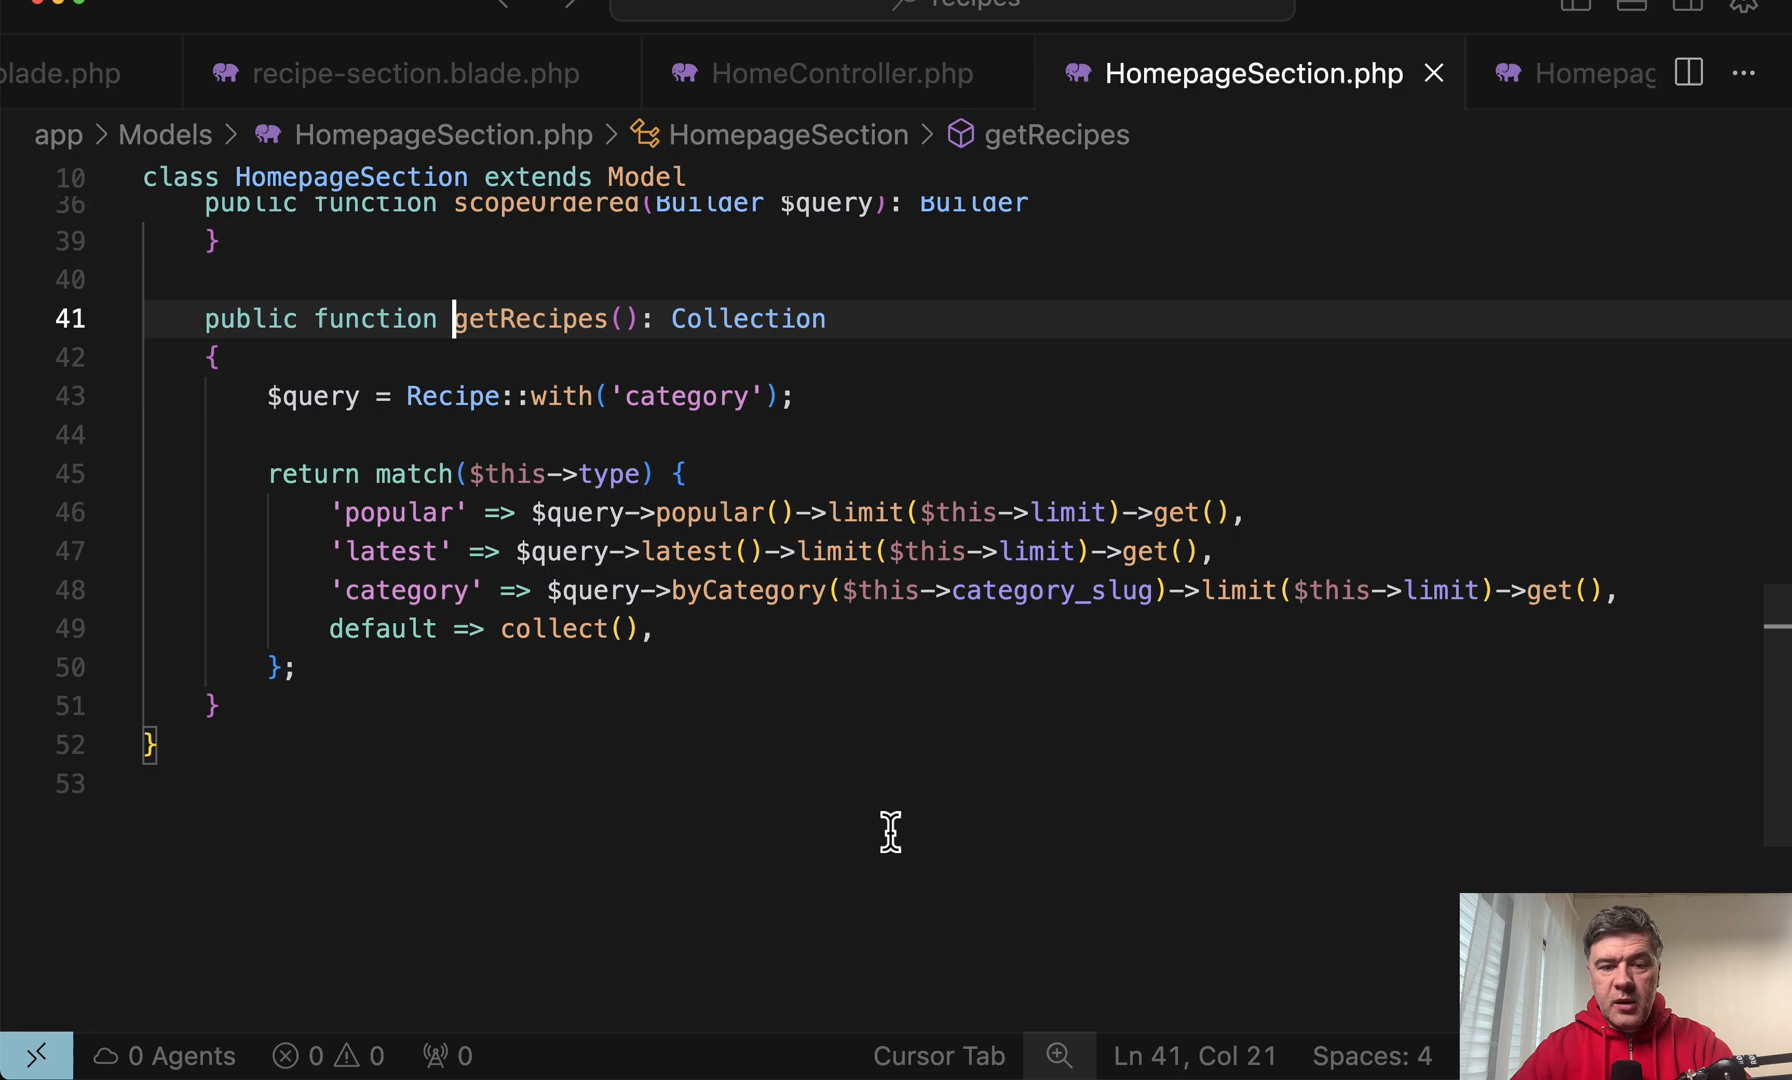 recipes
blade.php
recipe-section.blade.php
HomeController.php
HomepageSection.php
Homepag
app > Models > HomepageSection.php > HomepageSection > getRecipes
10 class HomepageSection extends Model
36 public function scopeOrdered(Builder $query): Builder
39 }
40
41 public function getRecipes(): Collection
42 {
43 $query = Recipe::with('category');
44
45 return match($this->type) {
46 'popular' => $query->popular()->limit($this->limit)->get(),
47 'latest' => $query->latest()->limit($this->limit)->get(),
48 'category' => $query->byCategory($this->category_slug)->limit($this->limit)->get(),
49 default => collect(),
50 };
51 }
52 }
53
0 Agents
0
0
0
Cursor Tab
Ln 41, Col 21
Spaces: 4